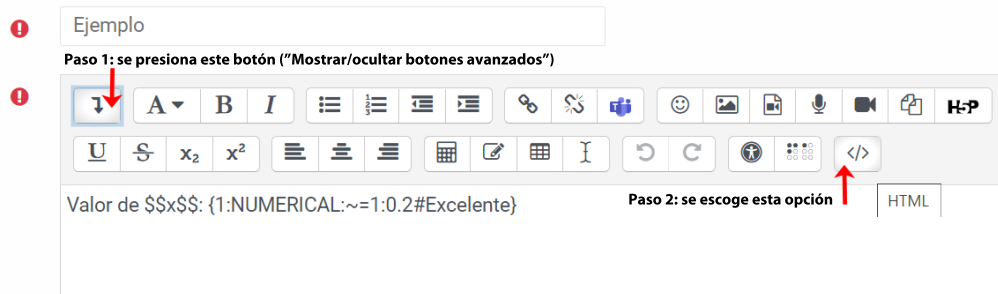 Ejemplo
Paso 1: se presiona este botón (”Mostrar/ocultar botones avanzados”)
A B I H5P
U S x₂ x²
</>
Valor de $$x$$: {1:NUMERICAL:~=1:0.2#Excelente}
Paso 2: se escoge esta opción
HTML